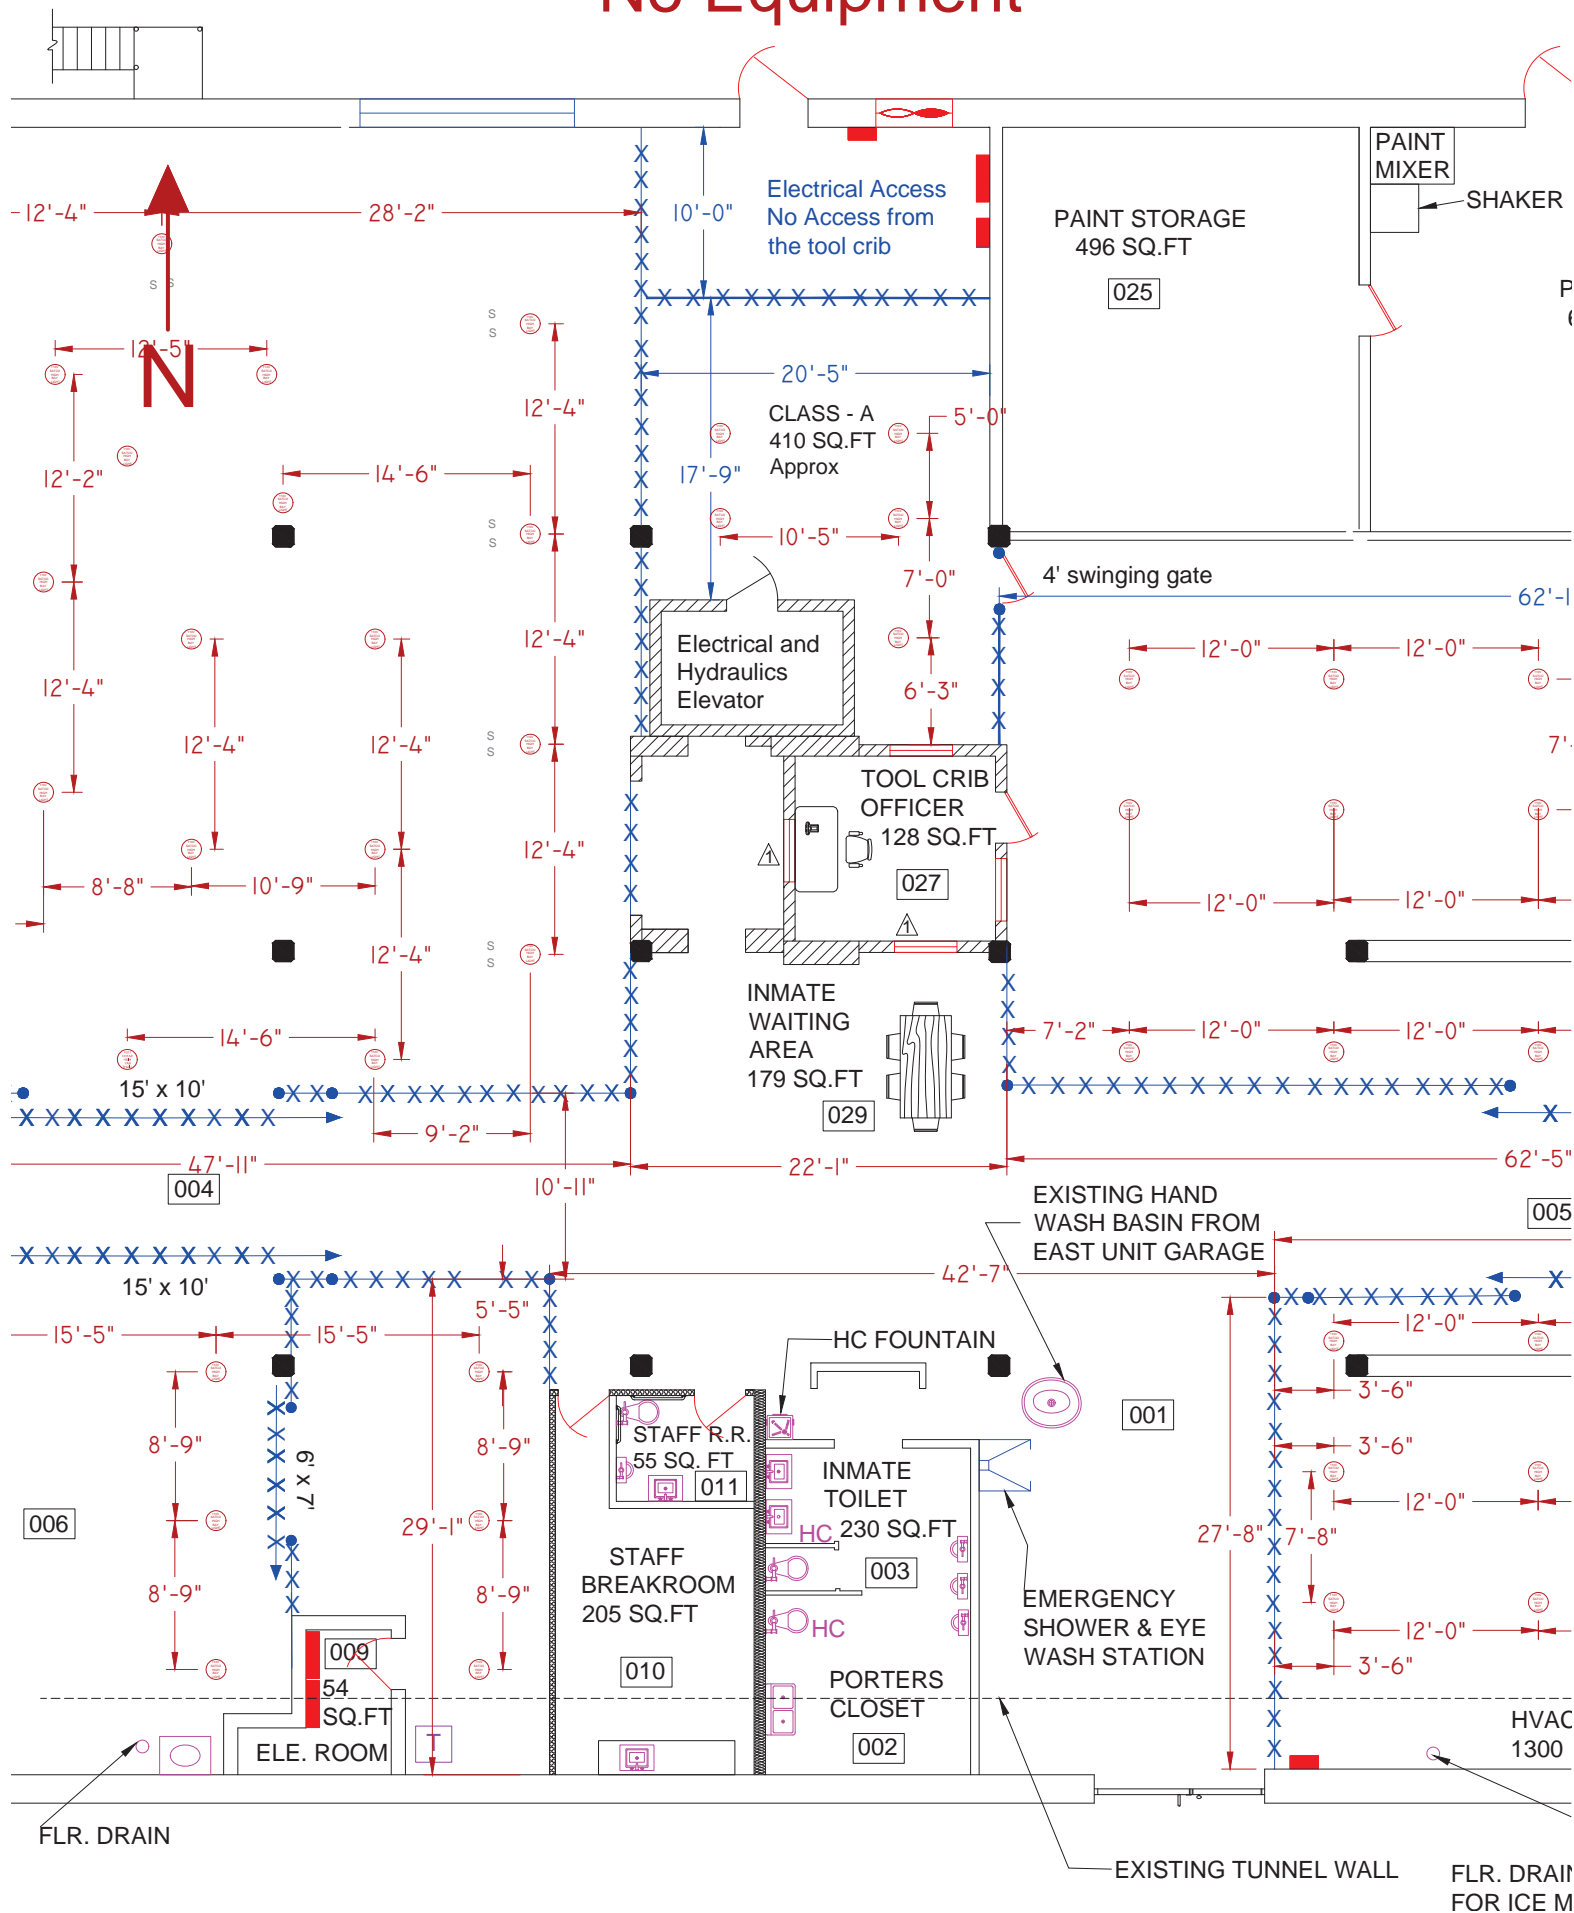 No Equipment
PAINT
MIXER
SHAKER
Electrical Access
No Access from
the tool crib
10'-0"
12'-4"
28'-2"
PAINT STORAGE
496 SQ.FT
025
S S
S
S
12'-5"
N
12'-4"
20'-5"
CLASS - A
410 SQ.FT
Approx
5'-0"
12'-2"
14'-6"
17'-9"
S
S
10'-5"
7'-0"
4' swinging gate
62'-1
Electrical and
Hydraulics
Elevator
12'-4"
12'-0"
12'-0"
12'-4"
6'-3"
12'-4"
12'-4"
S
S
7'-
TOOL CRIB
OFFICER
128 SQ.FT
027
1
1
12'-4"
8'-8"
10'-9"
12'-0"
12'-0"
12'-4"
S
S
INMATE
WAITING
AREA
179 SQ.FT
029
14'-6"
7'-2"
12'-0"
12'-0"
15' x 10'
9'-2"
47'-11"
22'-1"
62'-5"
004
10'-11"
EXISTING HAND
WASH BASIN FROM
EAST UNIT GARAGE
005
15' x 10'
42'-7"
5'-5"
15'-5"
15'-5"
HC FOUNTAIN
12'-0"
3'-6"
001
STAFF R.R.
55 SQ. FT
011
8'-9"
8'-9"
3'-6"
6' x 7'
INMATE
TOILET
230 SQ.FT
HC
003
12'-0"
006
29'-1"
27'-8"
7'-8"
STAFF
BREAKROOM
205 SQ.FT
010
8'-9"
8'-9"
HC
EMERGENCY
SHOWER & EYE
WASH STATION
12'-0"
3'-6"
009
54
SQ.FT
ELE. ROOM
T
PORTERS
CLOSET
002
HVAC
1300
FLR. DRAIN
EXISTING TUNNEL WALL
FLR. DRAIN
FOR ICE M